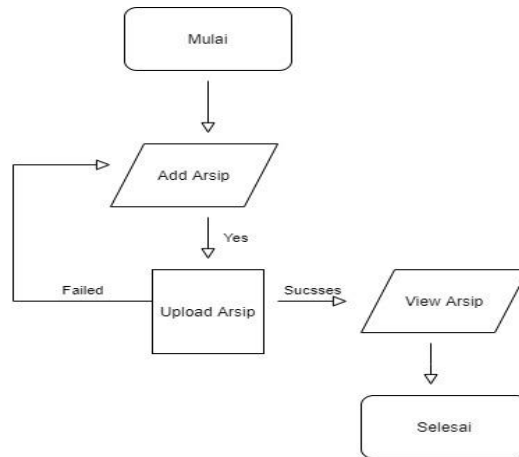 Mulai
Add Arsip
Yes
Failed
Upload Arsip
Sucsses
View Arsip
Selesai